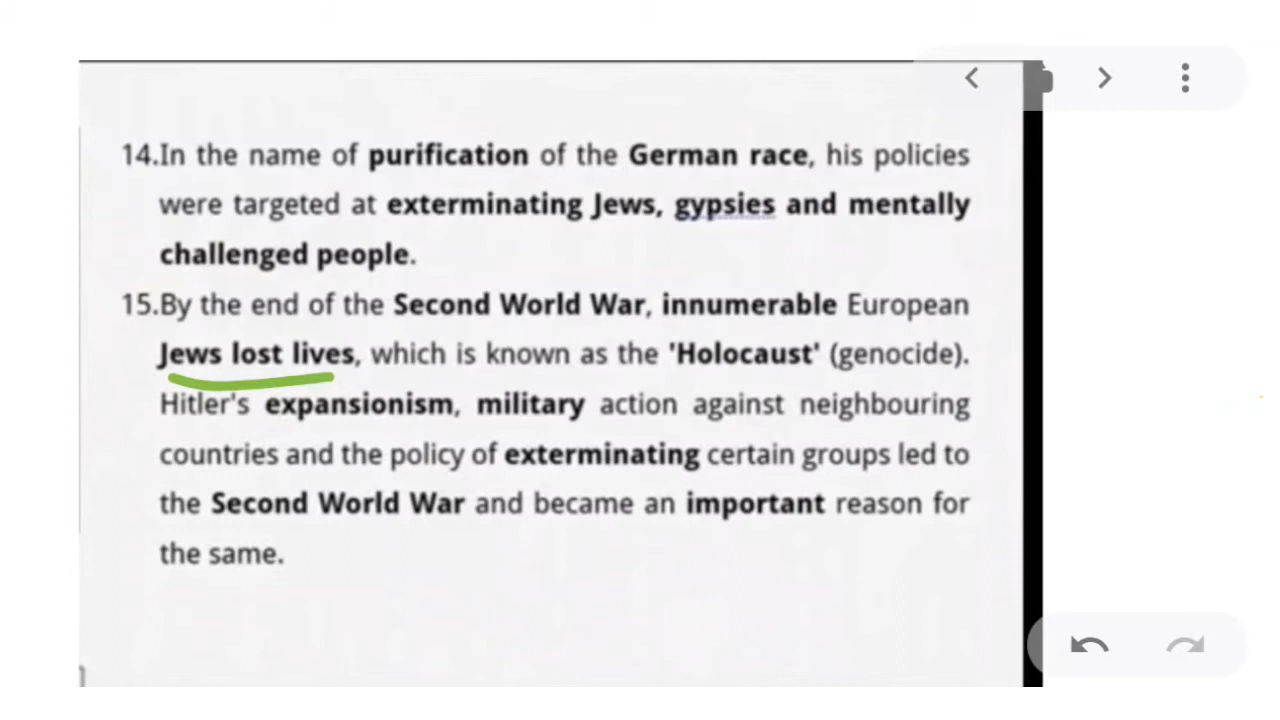 14.In the name of purification of the German race, his policies
were targeted at exterminating Jews, gypsies and mentally
challenged people.
15.By the end of the Second World War, innumerable European
Jews lost lives, which is known as the 'Holocaust' (genocide).
Hitler's expansionism, military action against neighbouring
countries and the policy of exterminating certain groups led to
the Second World War and became an important reason for
the same.